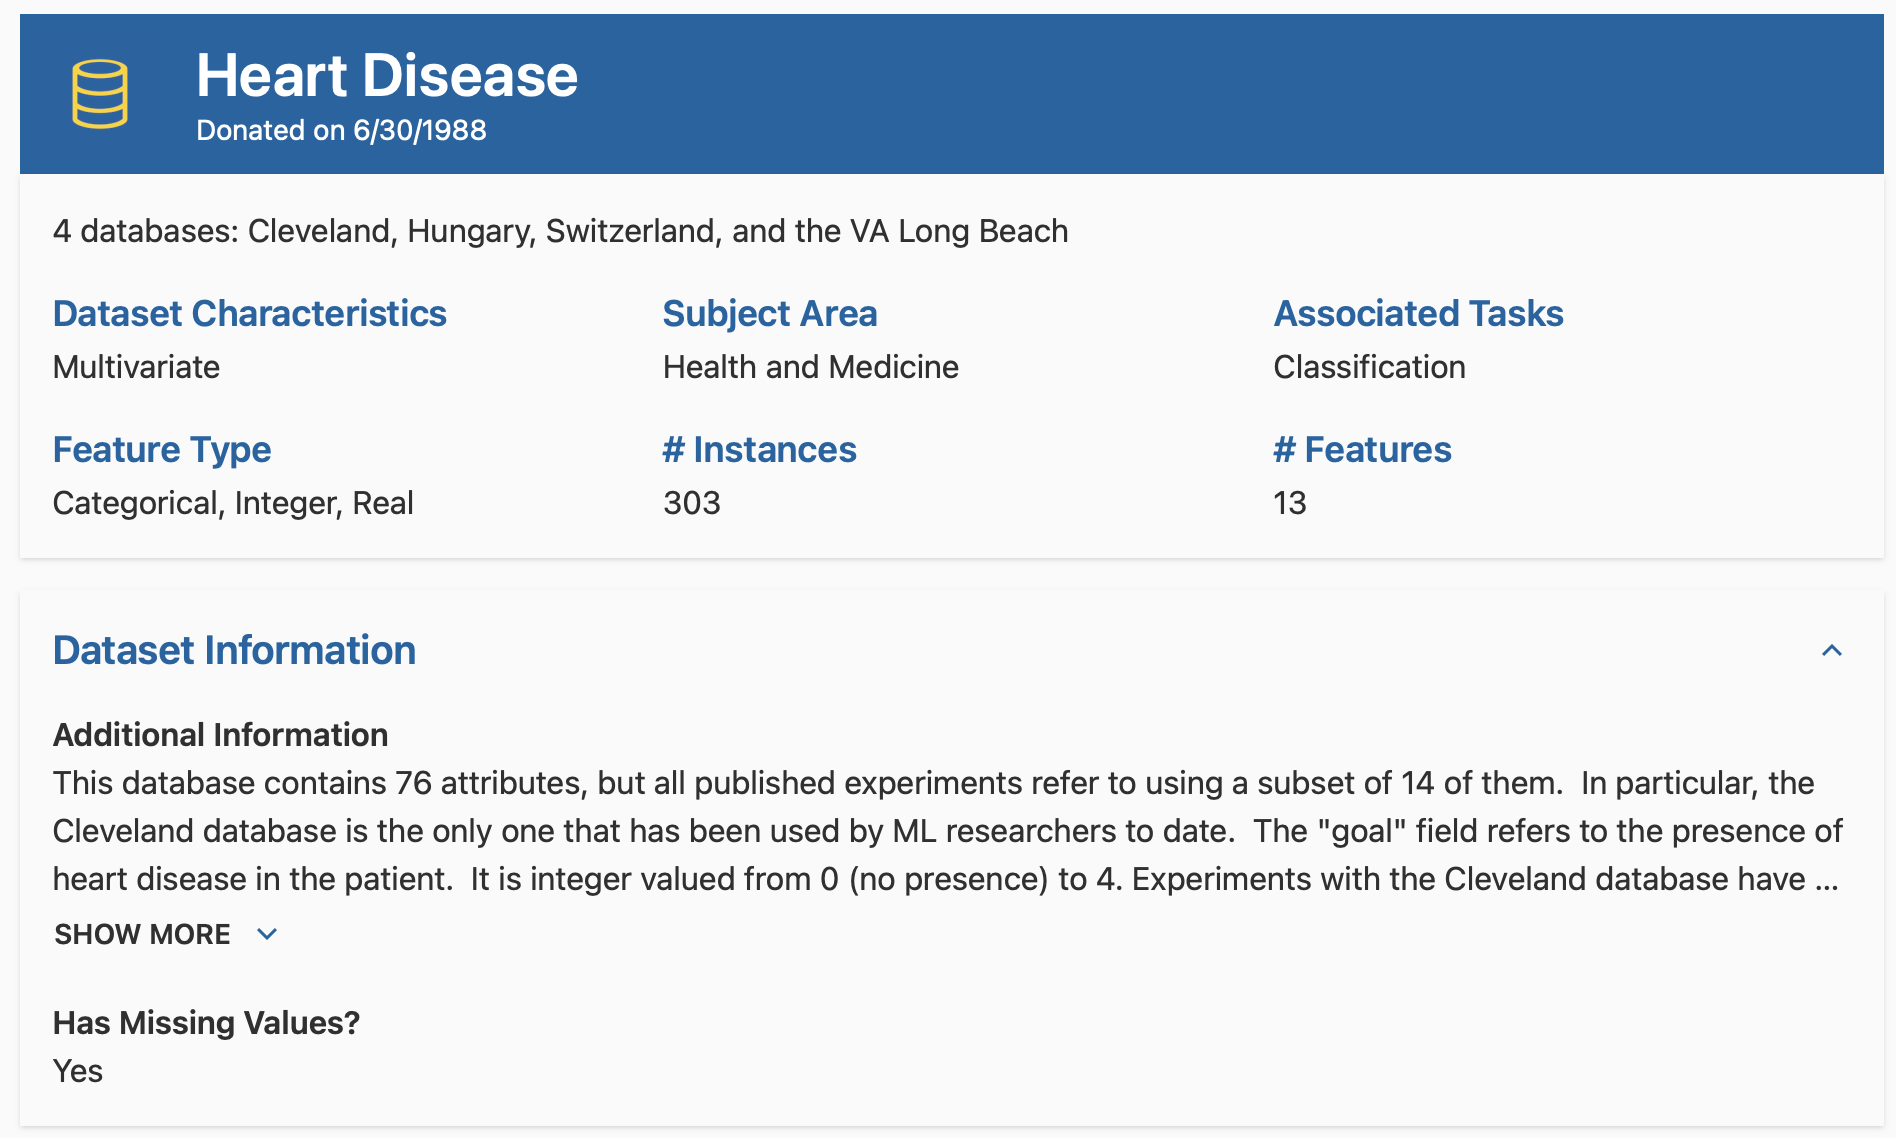 Heart Disease
Donated on 6/30/1988
4 databases: Cleveland, Hungary, Switzerland, and the VA Long Beach
Dataset Characteristics
Multivariate
Subject Area
Health and Medicine
Associated Tasks
Classification
Feature Type
Categorical, Integer, Real
# Instances
303
# Features
13
Dataset Information
Additional Information
This database contains 76 attributes, but all published experiments refer to using a subset of 14 of them.  In particular, the
Cleveland database is the only one that has been used by ML researchers to date.  The "goal" field refers to the presence of
heart disease in the patient.  It is integer valued from 0 (no presence) to 4. Experiments with the Cleveland database have ...
SHOW MORE
Has Missing Values?
Yes